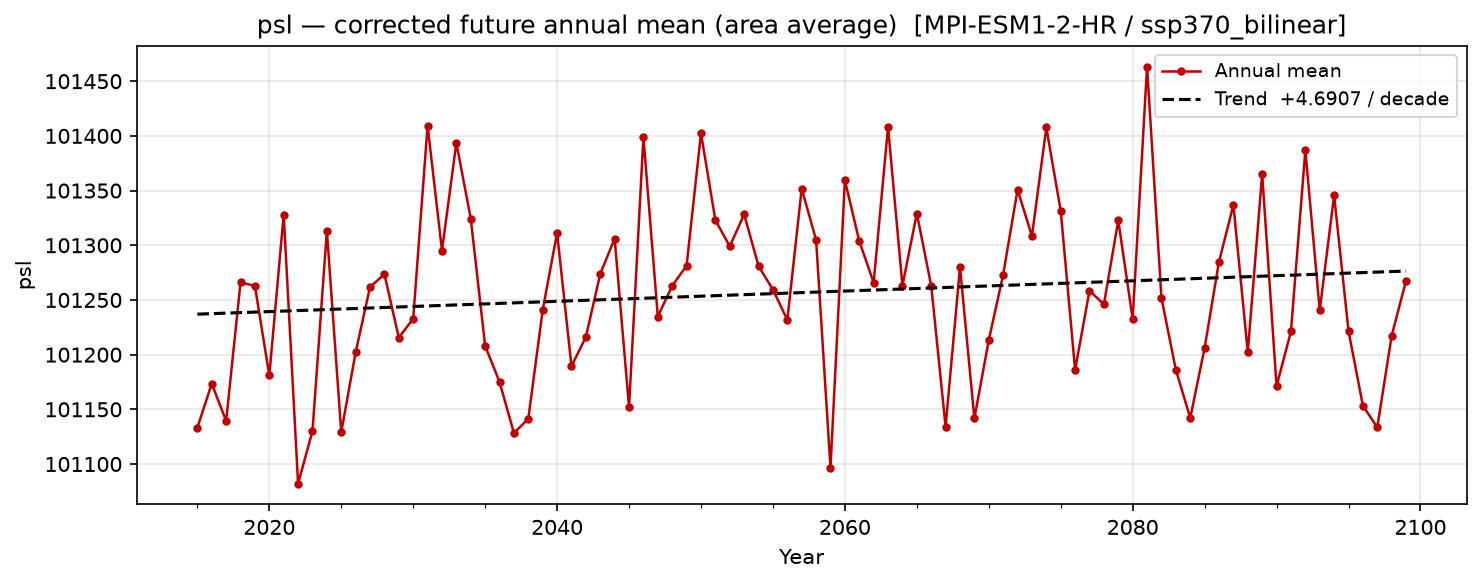 psl — corrected future annual mean (area average)  [MPI-ESM1-2-HR / ssp370_bilinear]
101450
101400
101350
101300
101250
101200
101150
101100
psl
Annual mean
Trend  +4.6907 / decade
2020
2040
2060
2080
2100
Year